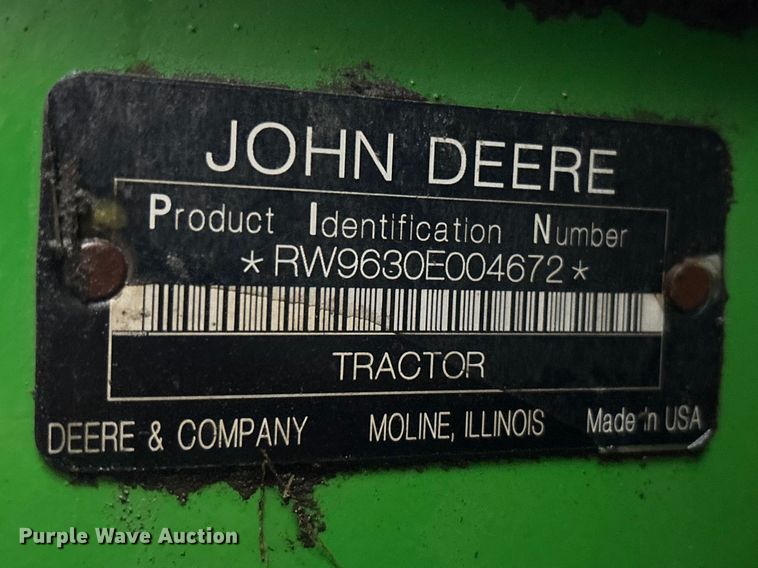 JOHN DEERE
Product Identification Number
*RW9630E004672*
TRACTOR
DEERE & COMPANY MOLINE, ILLINOIS Made in USA
Purple Wave Auction